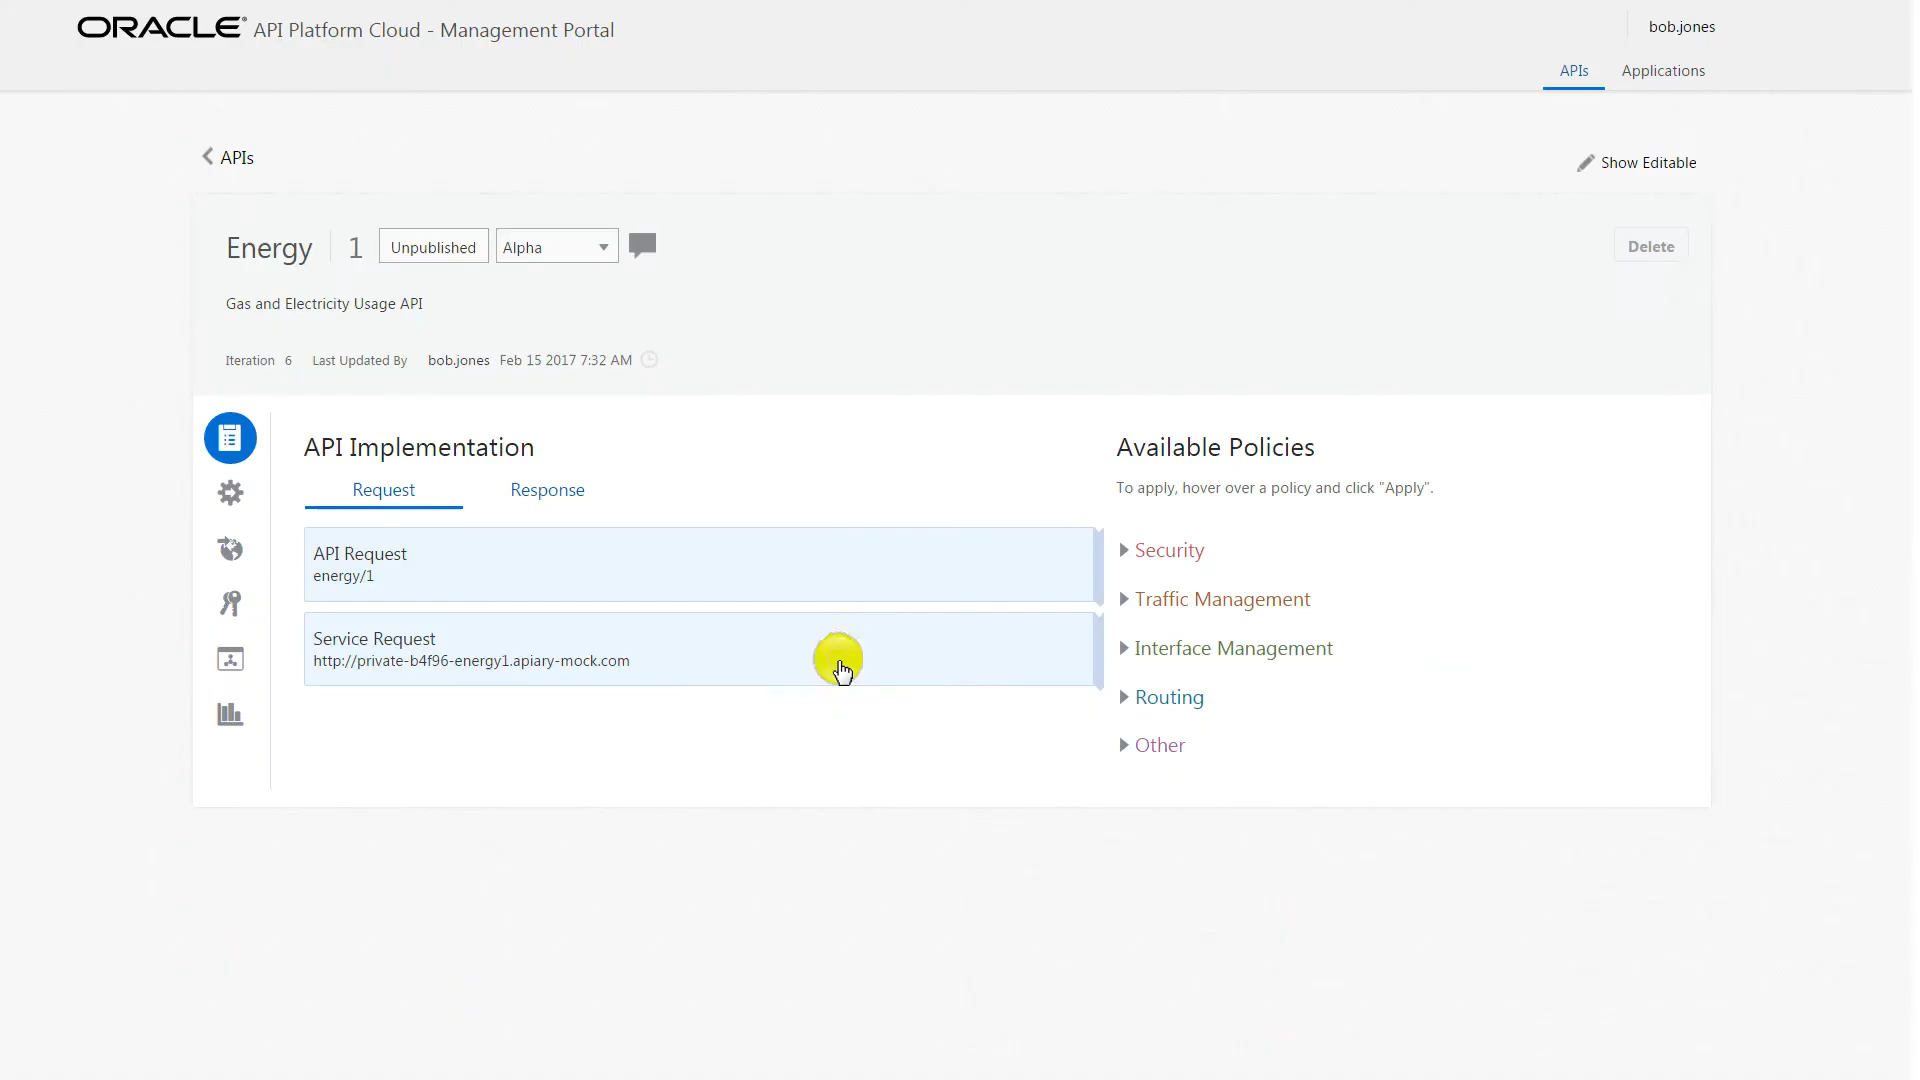 ORACLE® API Platform Cloud - Management Portal
bob.jones
APIs Applications
APIs
Show Editable
Energy 1 Unpublished Alpha
Delete
Gas and Electricity Usage API
Iteration 6 Last Updated By bob.jones Feb 15 2017 7:32 AM
API Implementation
Request Response
API Request
energy/1
Service Request
http://private-b4f96-energy1.apiary-mock.com
Available Policies
To apply, hover over a policy and click "Apply".
Security
Traffic Management
Interface Management
Routing
Other